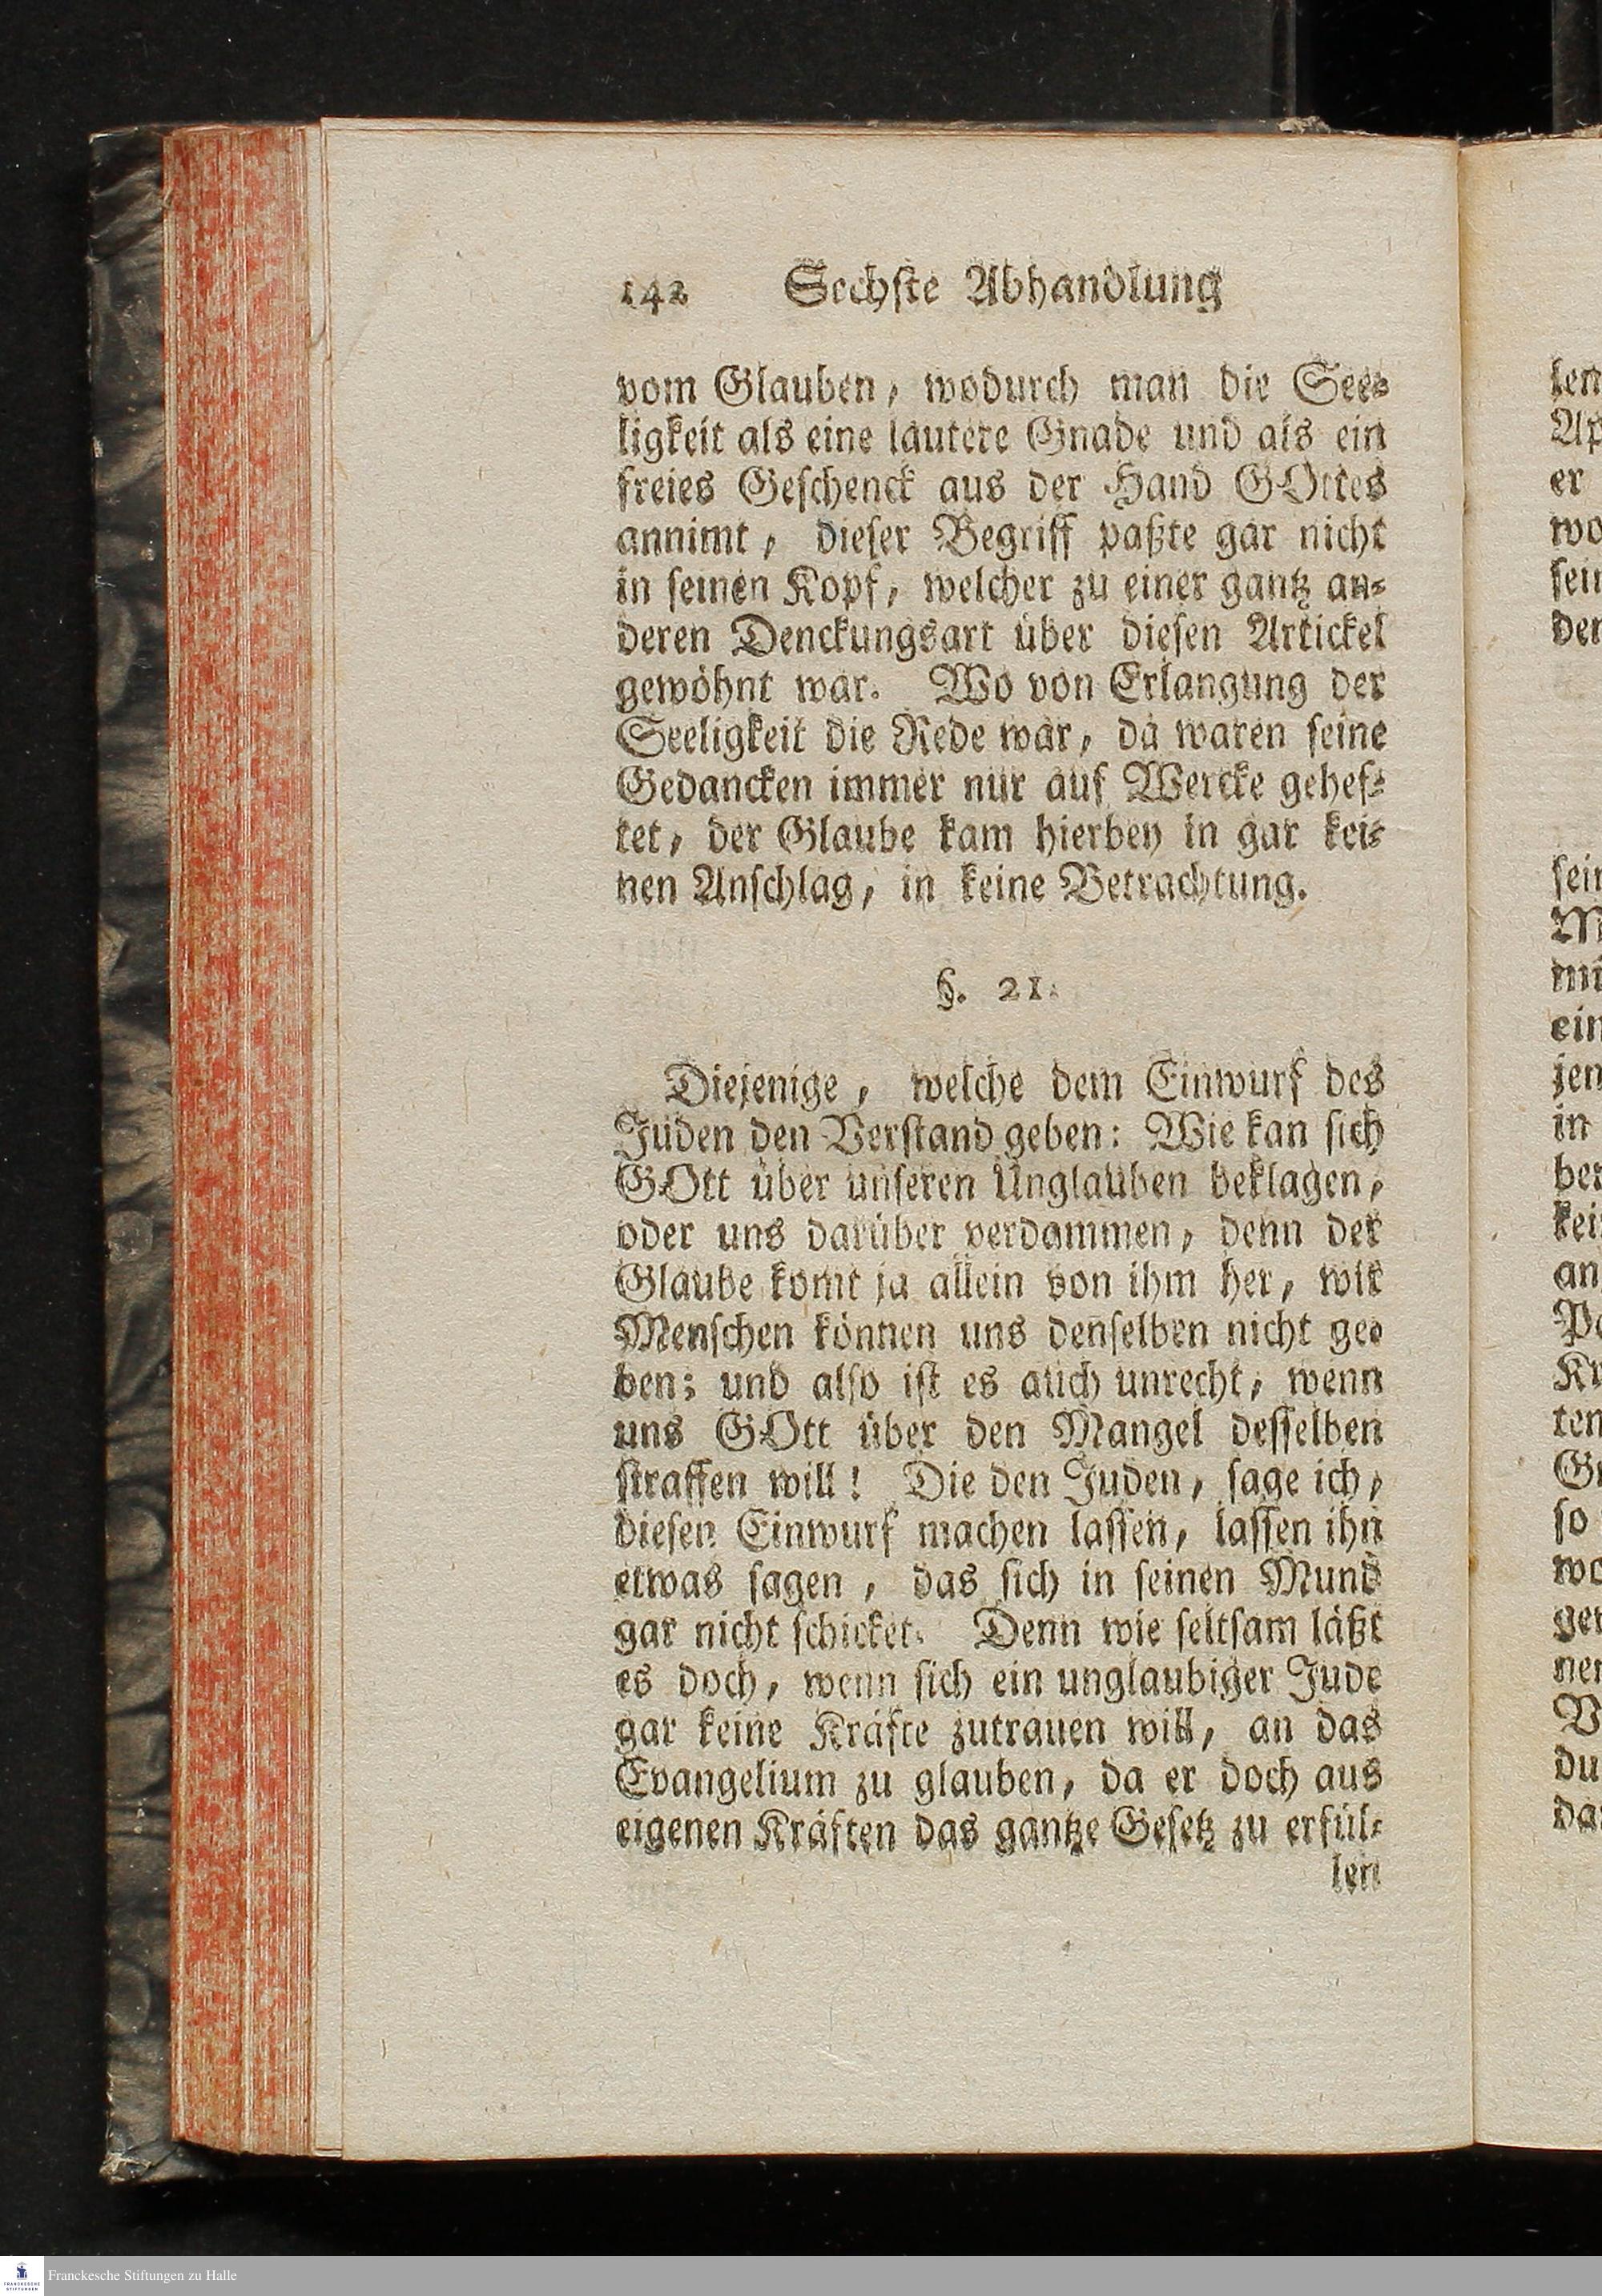 142 Sechste Abhandlung
vom Glauben, wodurch man die See-
ligkeit als eine lautere Gnade und als ein
freies Geschenck aus der Hand GOttes
annimt, dieser Begriff paßte gar nicht
in seinen Kopf, welcher zu einer gantz an-
deren Denckungsart über diesen Artickel
gewöhnt war. Wo von Erlangung der
Seeligkeit die Rede war, da waren seine
Gedancken immer nur auf Wercke gehef-
tet, der Glaube kam hierbey in gar kei-
nen Anschlag, in keine Betrachtung.
§. 21.
Diejenige, welche dem Einwurf des
Juden den Verstand geben: Wie kan sich
GOtt über unseren Unglauben beklagen,
oder uns darüber verdammen, denn der
Glaube komt ja allein von ihm her, wir
Menschen können uns denselben nicht ge-
ben; und also ist es auch unrecht, wenn
uns GOtt über den Mangel desselben
straffen will! Die den Juden, sage ich,
diesen Einwurf machen lassen, lassen ihn
etwas sagen, das sich in seinen Mund
gar nicht schicket. Denn wie seltsam läßt
es doch, wenn sich ein unglaubiger Jude
gar keine Kräfte zutrauen will, an das
Evangelium zu glauben, da er doch aus
eigenen Kräften das gantze Gesetz zu erfül-
len
Franckesche Stiftungen zu Halle